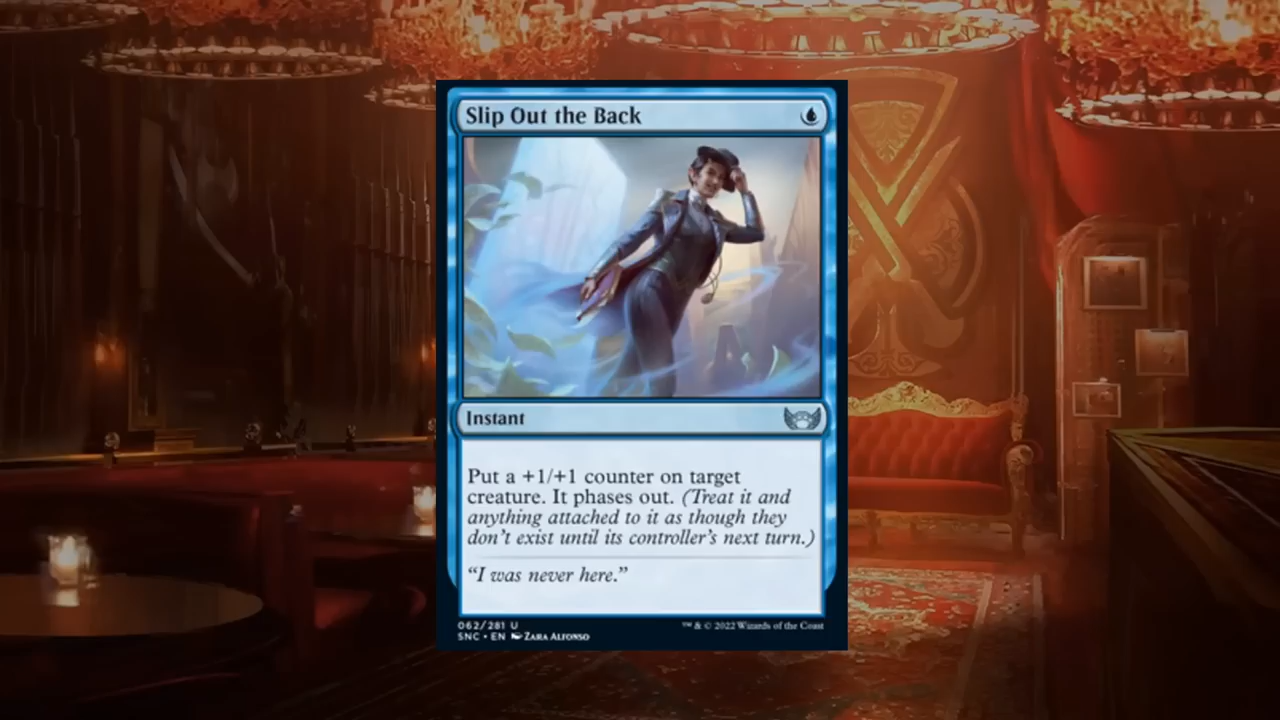 Slip Out the Back
Instant
Put a +1/+1 counter on target
creature. It phases out. (Treat it and
anything attached to it as though they
don't exist until its controller's next turn.)
"I was never here."
062/281 U
SNC • EN Zara Alfonso
™ & © 2022 Wizards of the Coast